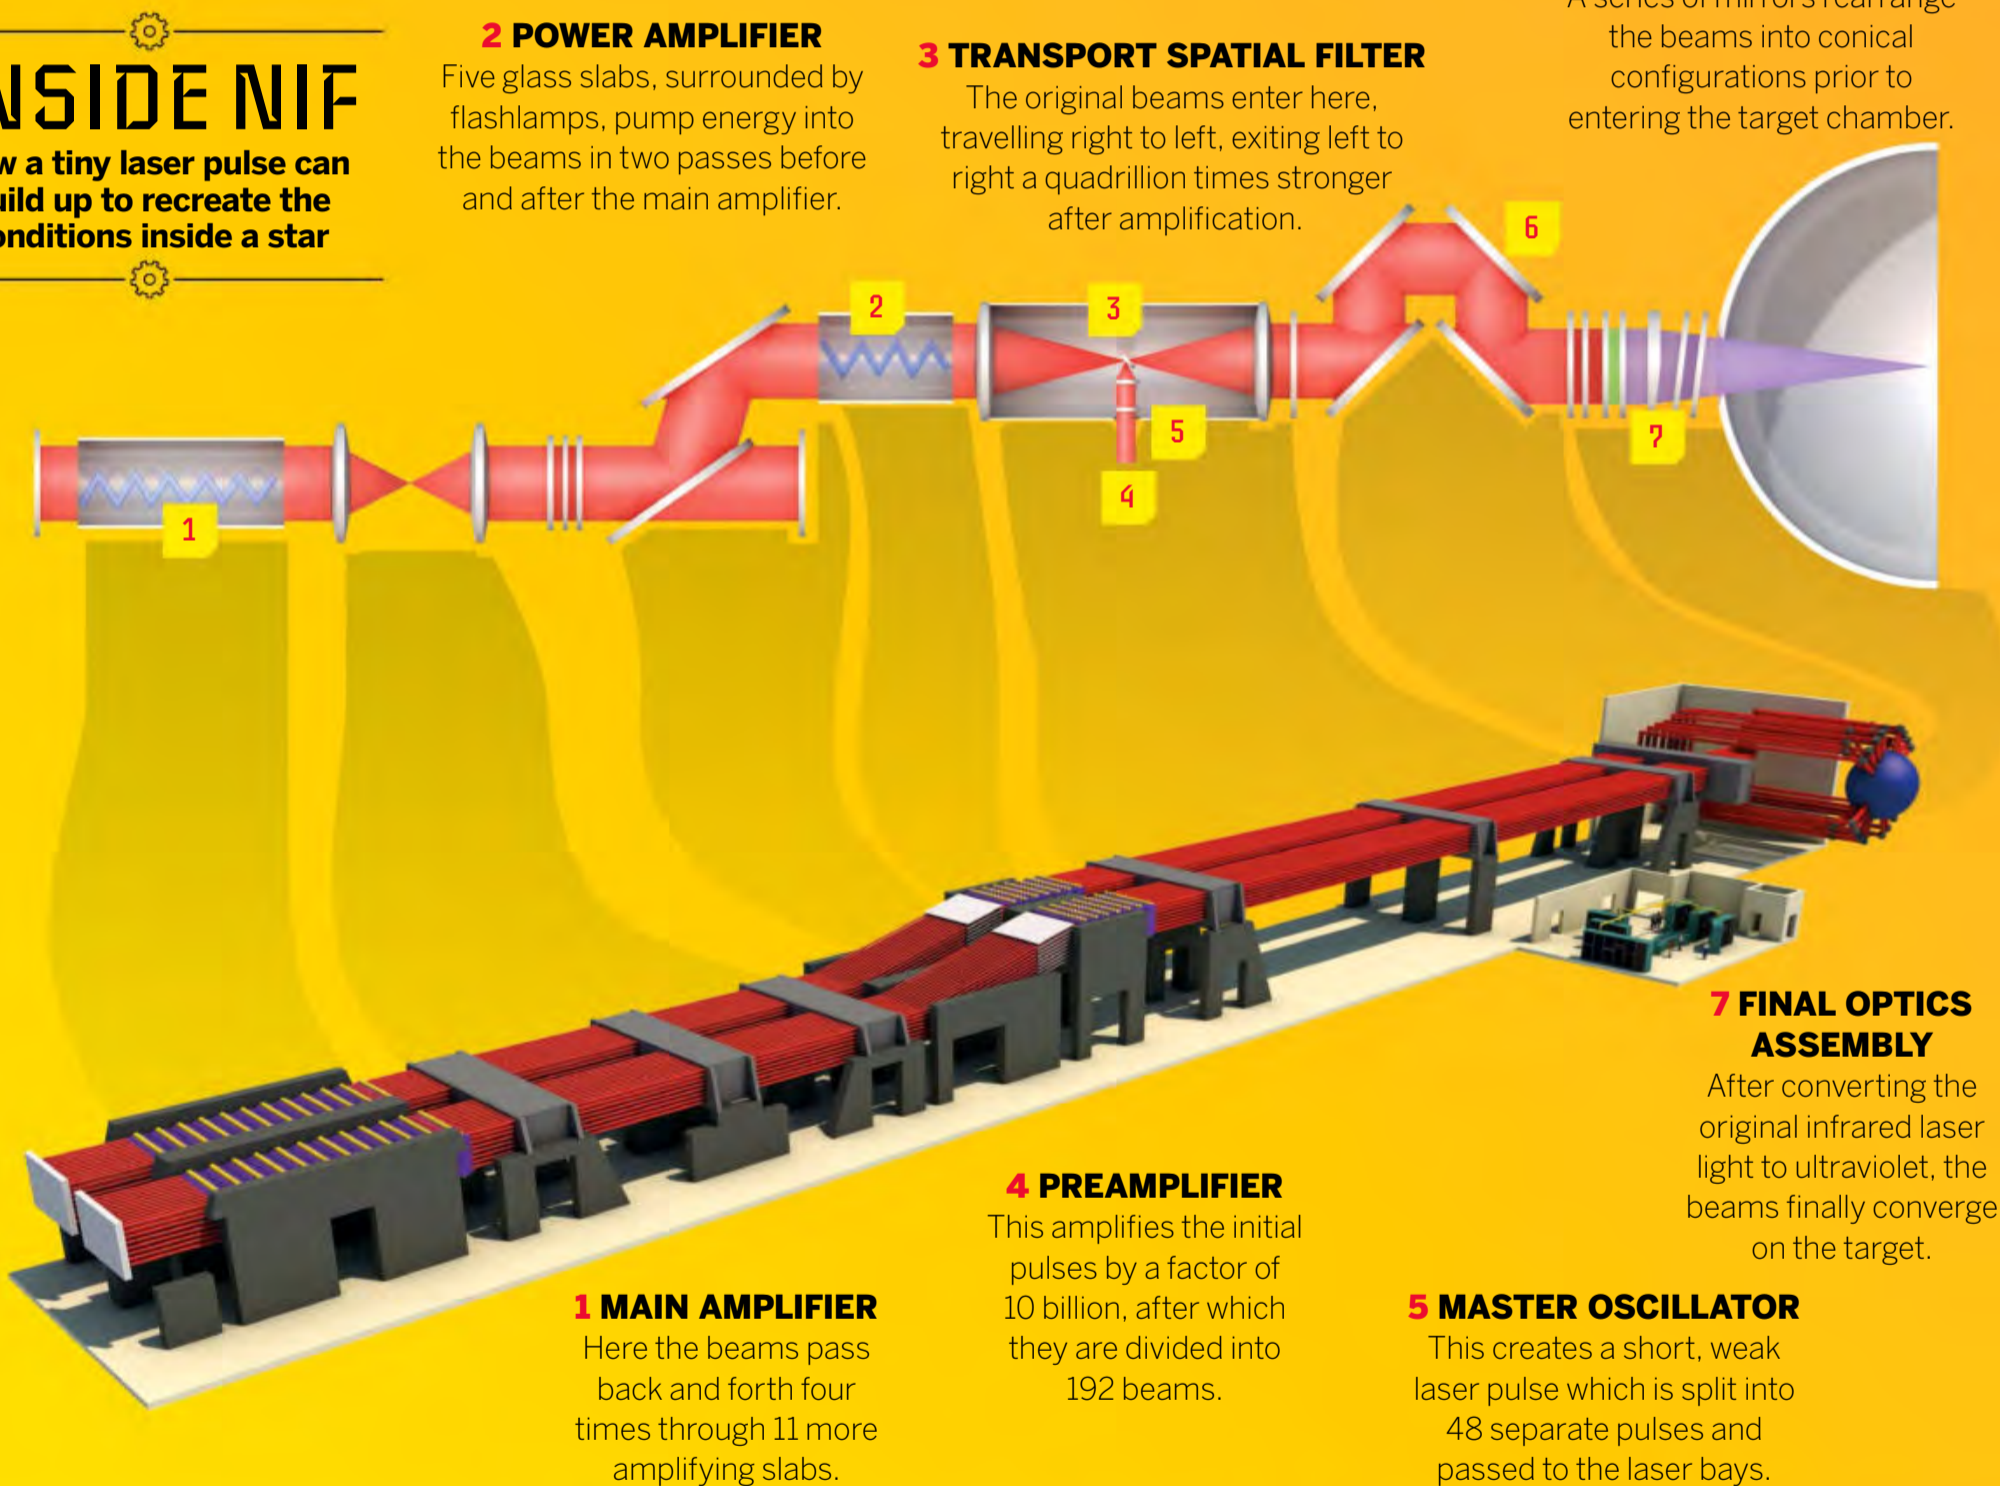 NSIDE NIF
w a tiny laser pulse can
uild up to recreate the
onditions inside a star
2 POWER AMPLIFIER
Five glass slabs, surrounded by
flashlamps, pump energy into
the beams in two passes before
and after the main amplifier.
3 TRANSPORT SPATIAL FILTER
The original beams enter here,
travelling right to left, exiting left to
right a quadrillion times stronger
after amplification.
A series of mirrors rearrange
the beams into conical
configurations prior to
entering the target chamber.
6
2
3
5
7
4
1
7 FINAL OPTICS
ASSEMBLY
After converting the
original infrared laser
light to ultraviolet, the
beams finally converge
on the target.
4 PREAMPLIFIER
This amplifies the initial
pulses by a factor of
10 billion, after which
they are divided into
192 beams.
1 MAIN AMPLIFIER
Here the beams pass
back and forth four
times through 11 more
amplifying slabs.
5 MASTER OSCILLATOR
This creates a short, weak
laser pulse which is split into
48 separate pulses and
passed to the laser bays.